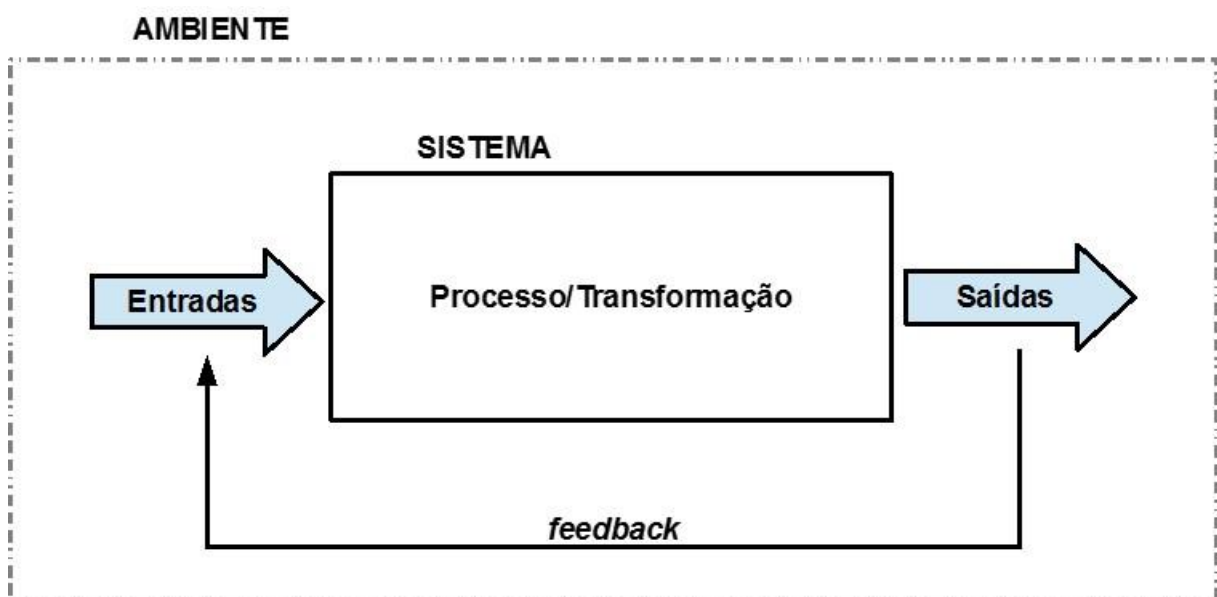 AMBIENTE
SISTEMA
Entradas
Processo/Transformação
Saídas
feedback